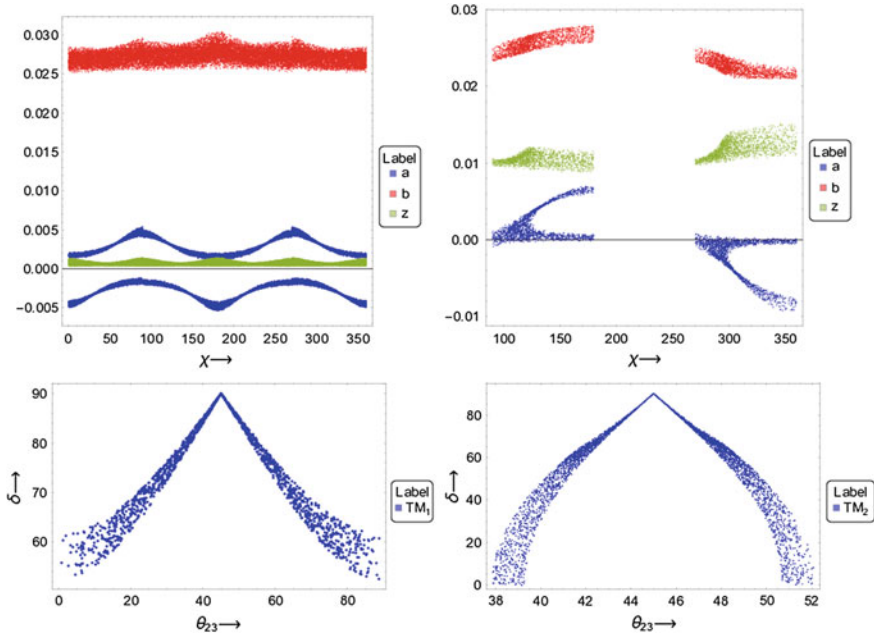 0.030
0.025
0.020
0.015
0.010
0.005
0.000
−0.005
0 50 100 150 200 250 300 350
χ⟶
Label
a
b
z
0.03
0.02
0.01
0.00
−0.01
100 150 200 250 300 350
χ⟶
Label
a
b
z
90
80
70
60
δ⟶
0 20 40 60 80
θ₂₃⟶
Label
TM₁
80
60
40
20
0
δ⟶
38 40 42 44 46 48 50 52
θ₂₃⟶
Label
TM₂